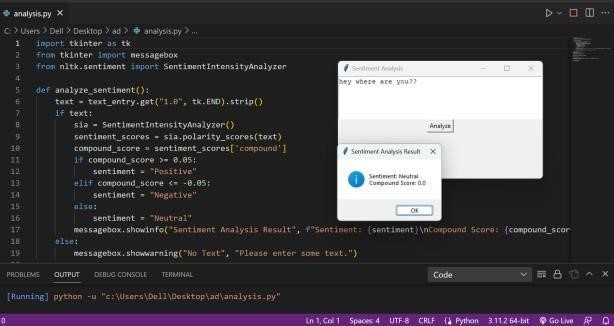 analysis.py
C: > Users > Dell > Desktop > ad > analysis.py > ...
1 import tkinter as tk
2 from tkinter import messagebox
3 from nltk.sentiment import SentimentIntensityAnalyzer
4
5 def analyze_sentiment():
6 text = text_entry.get("1.0", tk.END).strip()
7 if text:
8 sia = SentimentIntensityAnalyzer()
9 sentiment_scores = sia.polarity_scores(text)
10 compound_score = sentiment_scores['compound']
11 if compound_score >= 0.05:
12 sentiment = "Positive"
13 elif compound_score <= -0.05:
14 sentiment = "Negative"
15 else:
16 sentiment = "Neutral"
17 messagebox.showinfo("Sentiment Analysis Result", f"Sentiment: {sentiment}\nCompound Score: {compound_scor
18 else:
19 messagebox.showwarning("No Text", "Please enter some text.")
Sentiment Analysis
hey where are you??
Analyze
Sentiment Analysis Result
Sentiment: Neutral
Compound Score: 0.0
OK
PROBLEMS OUTPUT DEBUG CONSOLE TERMINAL Code
[Running] python -u "c:\Users\Dell\Desktop\ad\analysis.py"
0 Ln 1, Col 1 Spaces: 4 UTF-8 CRLF Python 3.11.2 64-bit Go Live